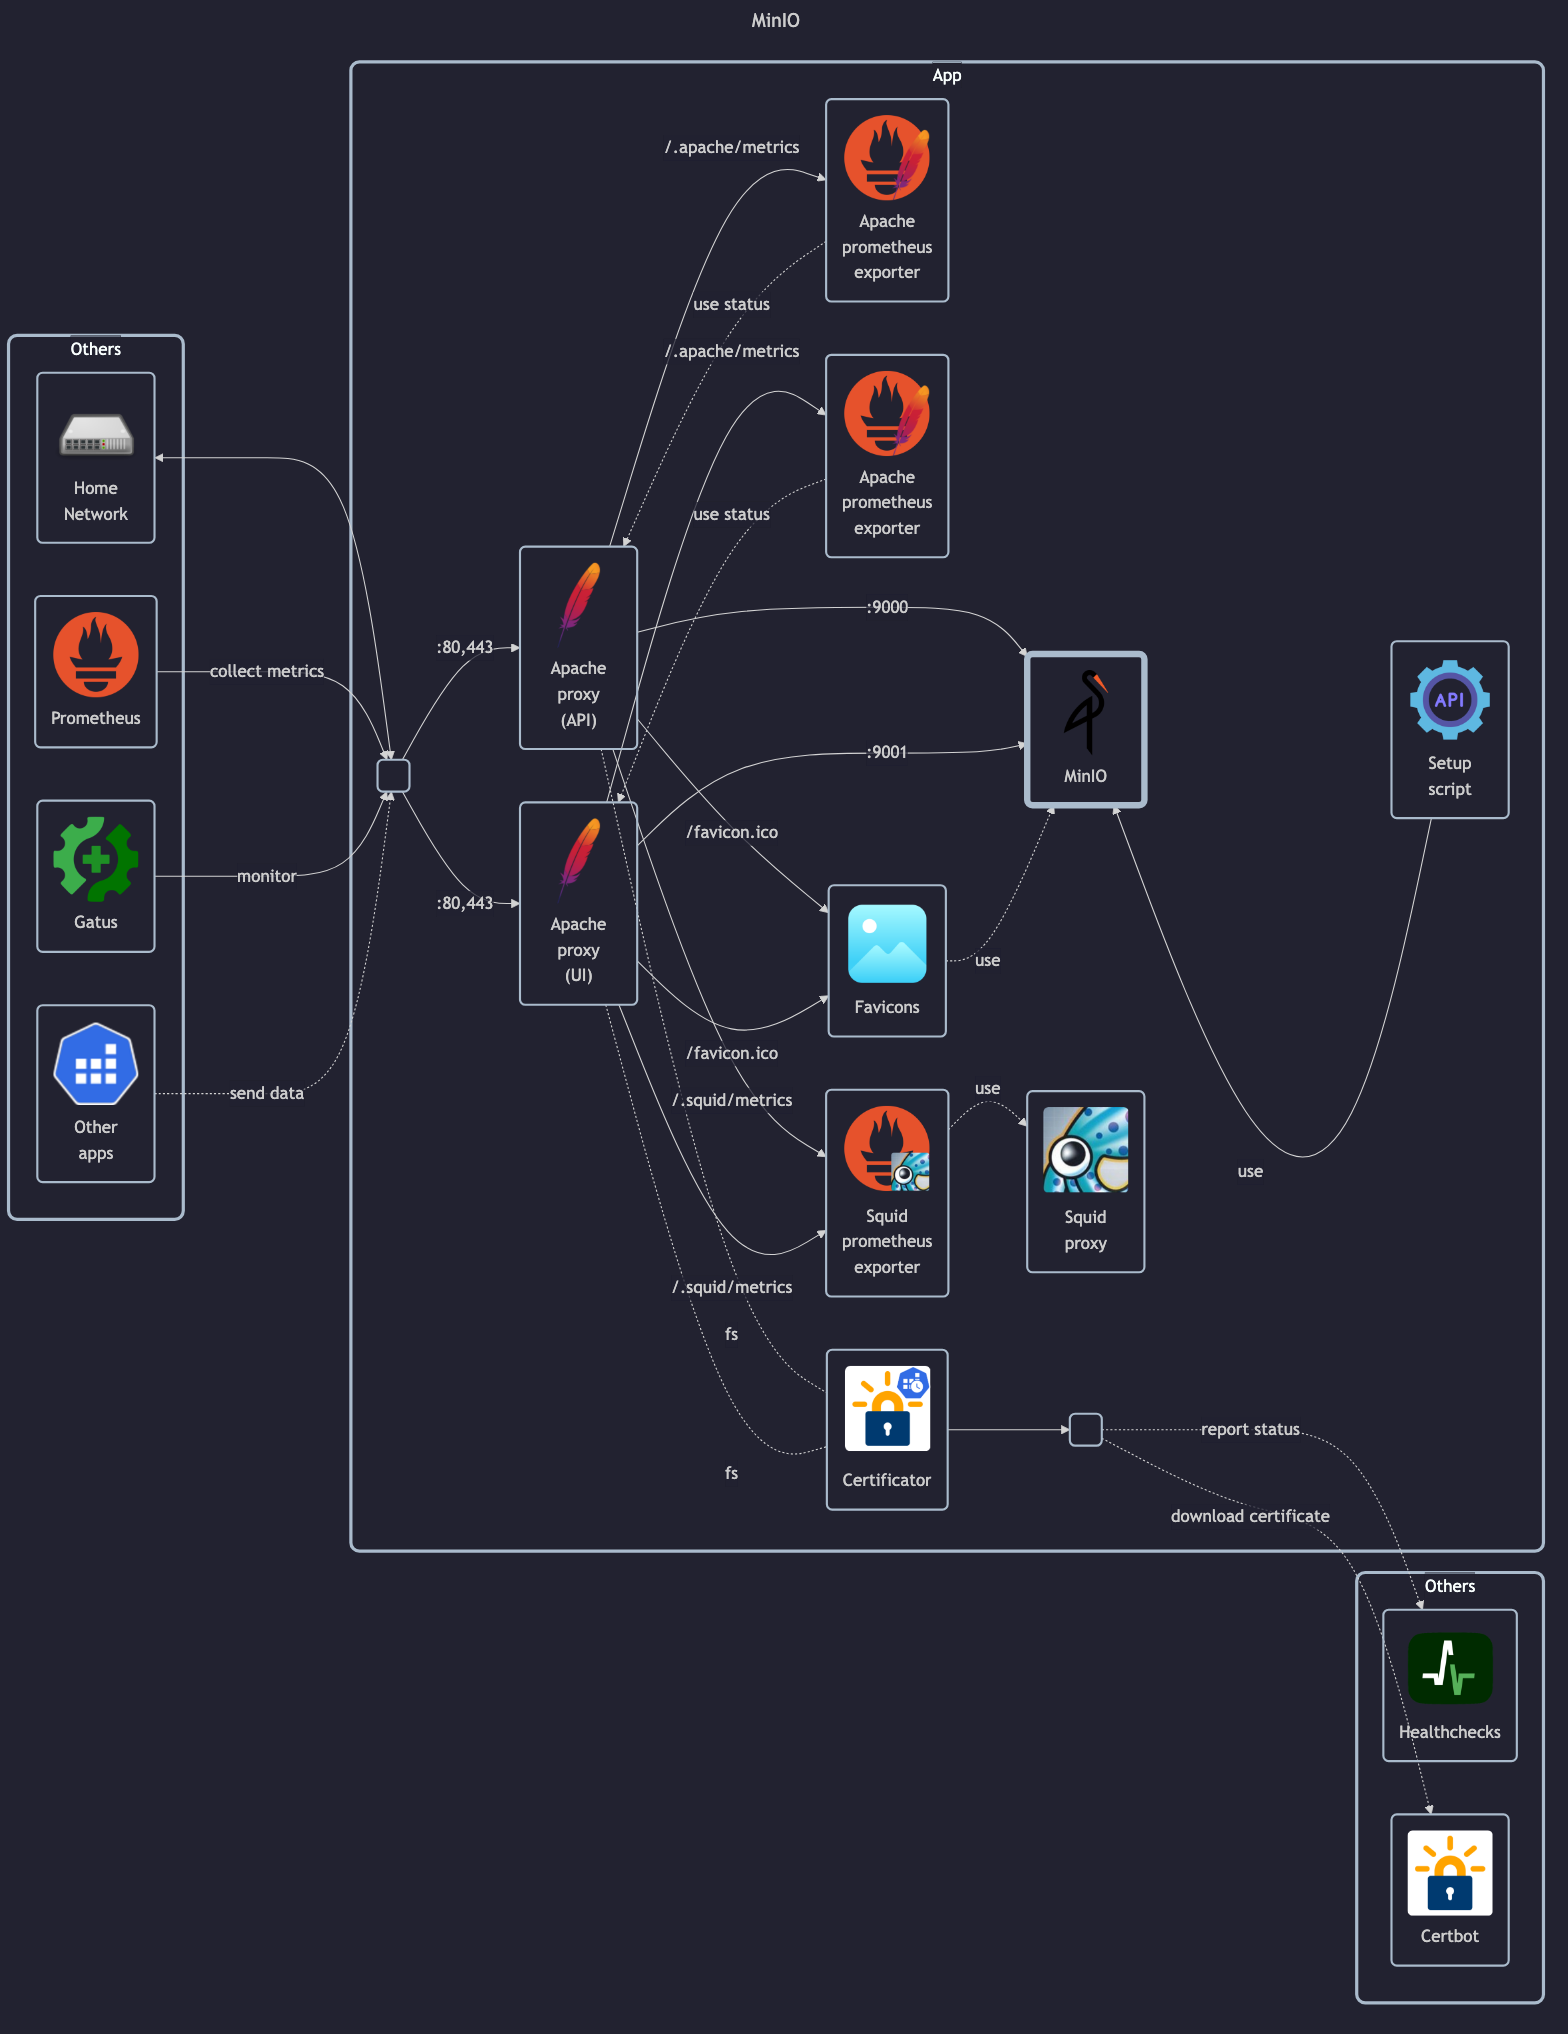 MinIO
App
/.apache/metrics
Apache
prometheus
exporter
use status
Others
/.apache/metrics
Apache
prometheus
exporter
Home
Network
use status
:9000
:80,443
Apache
proxy
(API)
collect metrics
Prometheus
:9001
MinIO
API
Setup
script
/favicon.ico
monitor
:80,443
Gatus
Apache
proxy
(UI)
use
Favicons
/favicon.ico
send data
/.squid/metrics
use
Other
apps
use
Squid
prometheus
exporter
Squid
proxy
/.squid/metrics
fs
report status
fs
Certificator
download certificate
Others
Healthchecks
Certbot